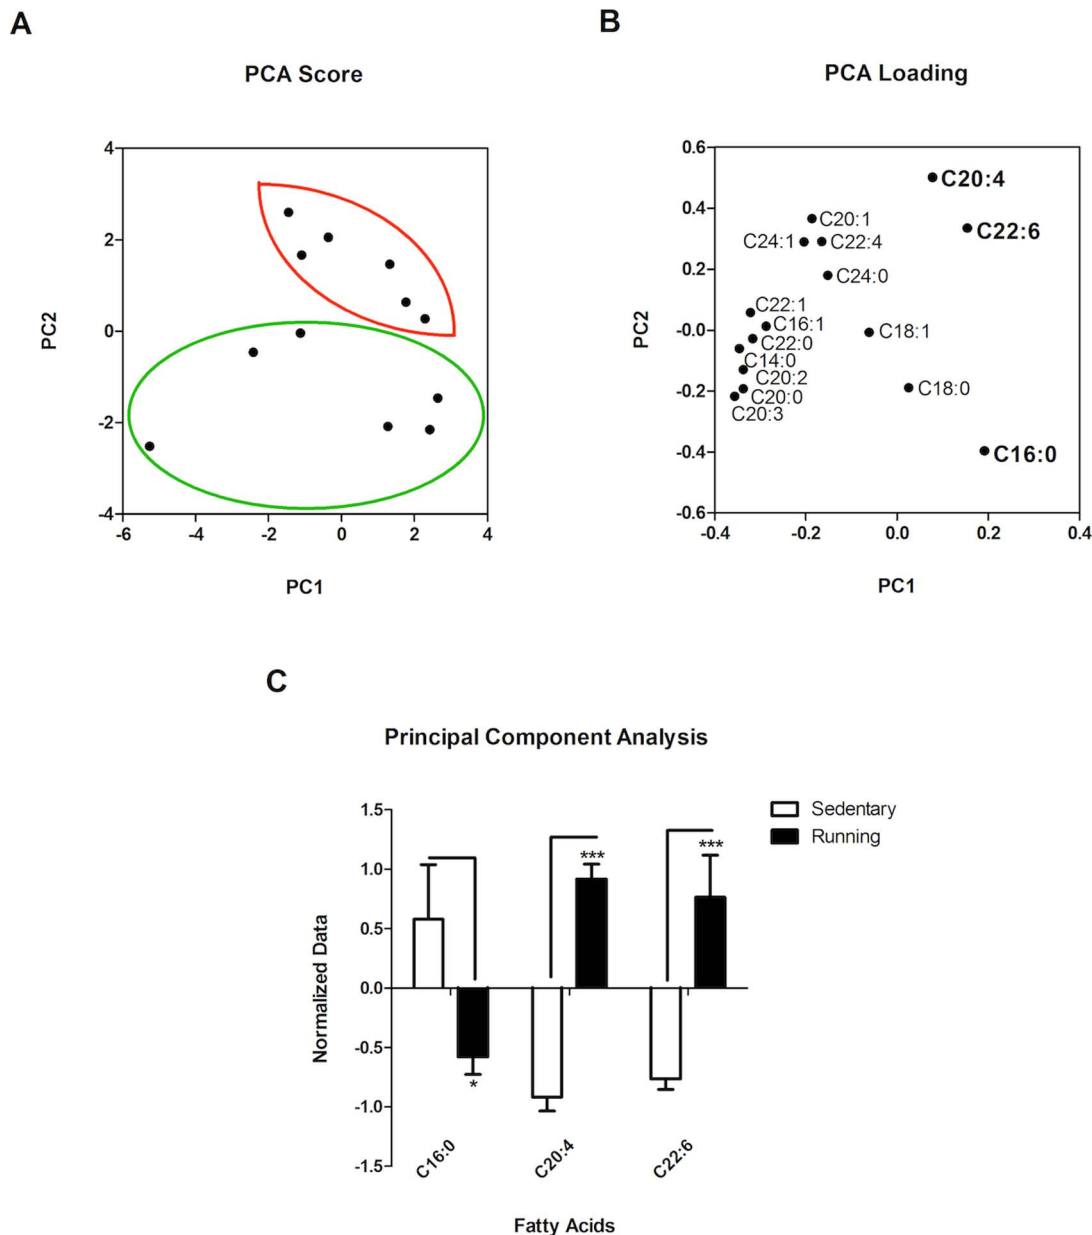 A
PCA Score
4
2
0
-2
-4
-6
-4
-2
0
2
4
PC2
PC1
B
PCA Loading
0.6
0.4
0.2
-0.0
-0.2
-0.4
-0.6
-0.4
-0.2
0.0
0.2
0.4
PC2
PC1
C20:4
C20:1
C22:6
C24:1
C22:4
C24:0
C22:1
C16:1
C18:1
C22:0
C14:0
C20:2
C18:0
C20:0
C20:3
C16:0
C
Principal Component Analysis
1.5
1.0
0.5
0.0
-0.5
-1.0
-1.5
Normalized Data
Sedentary
Running
***
***
*
C16:0
C20:4
C22:6
Fatty Acids